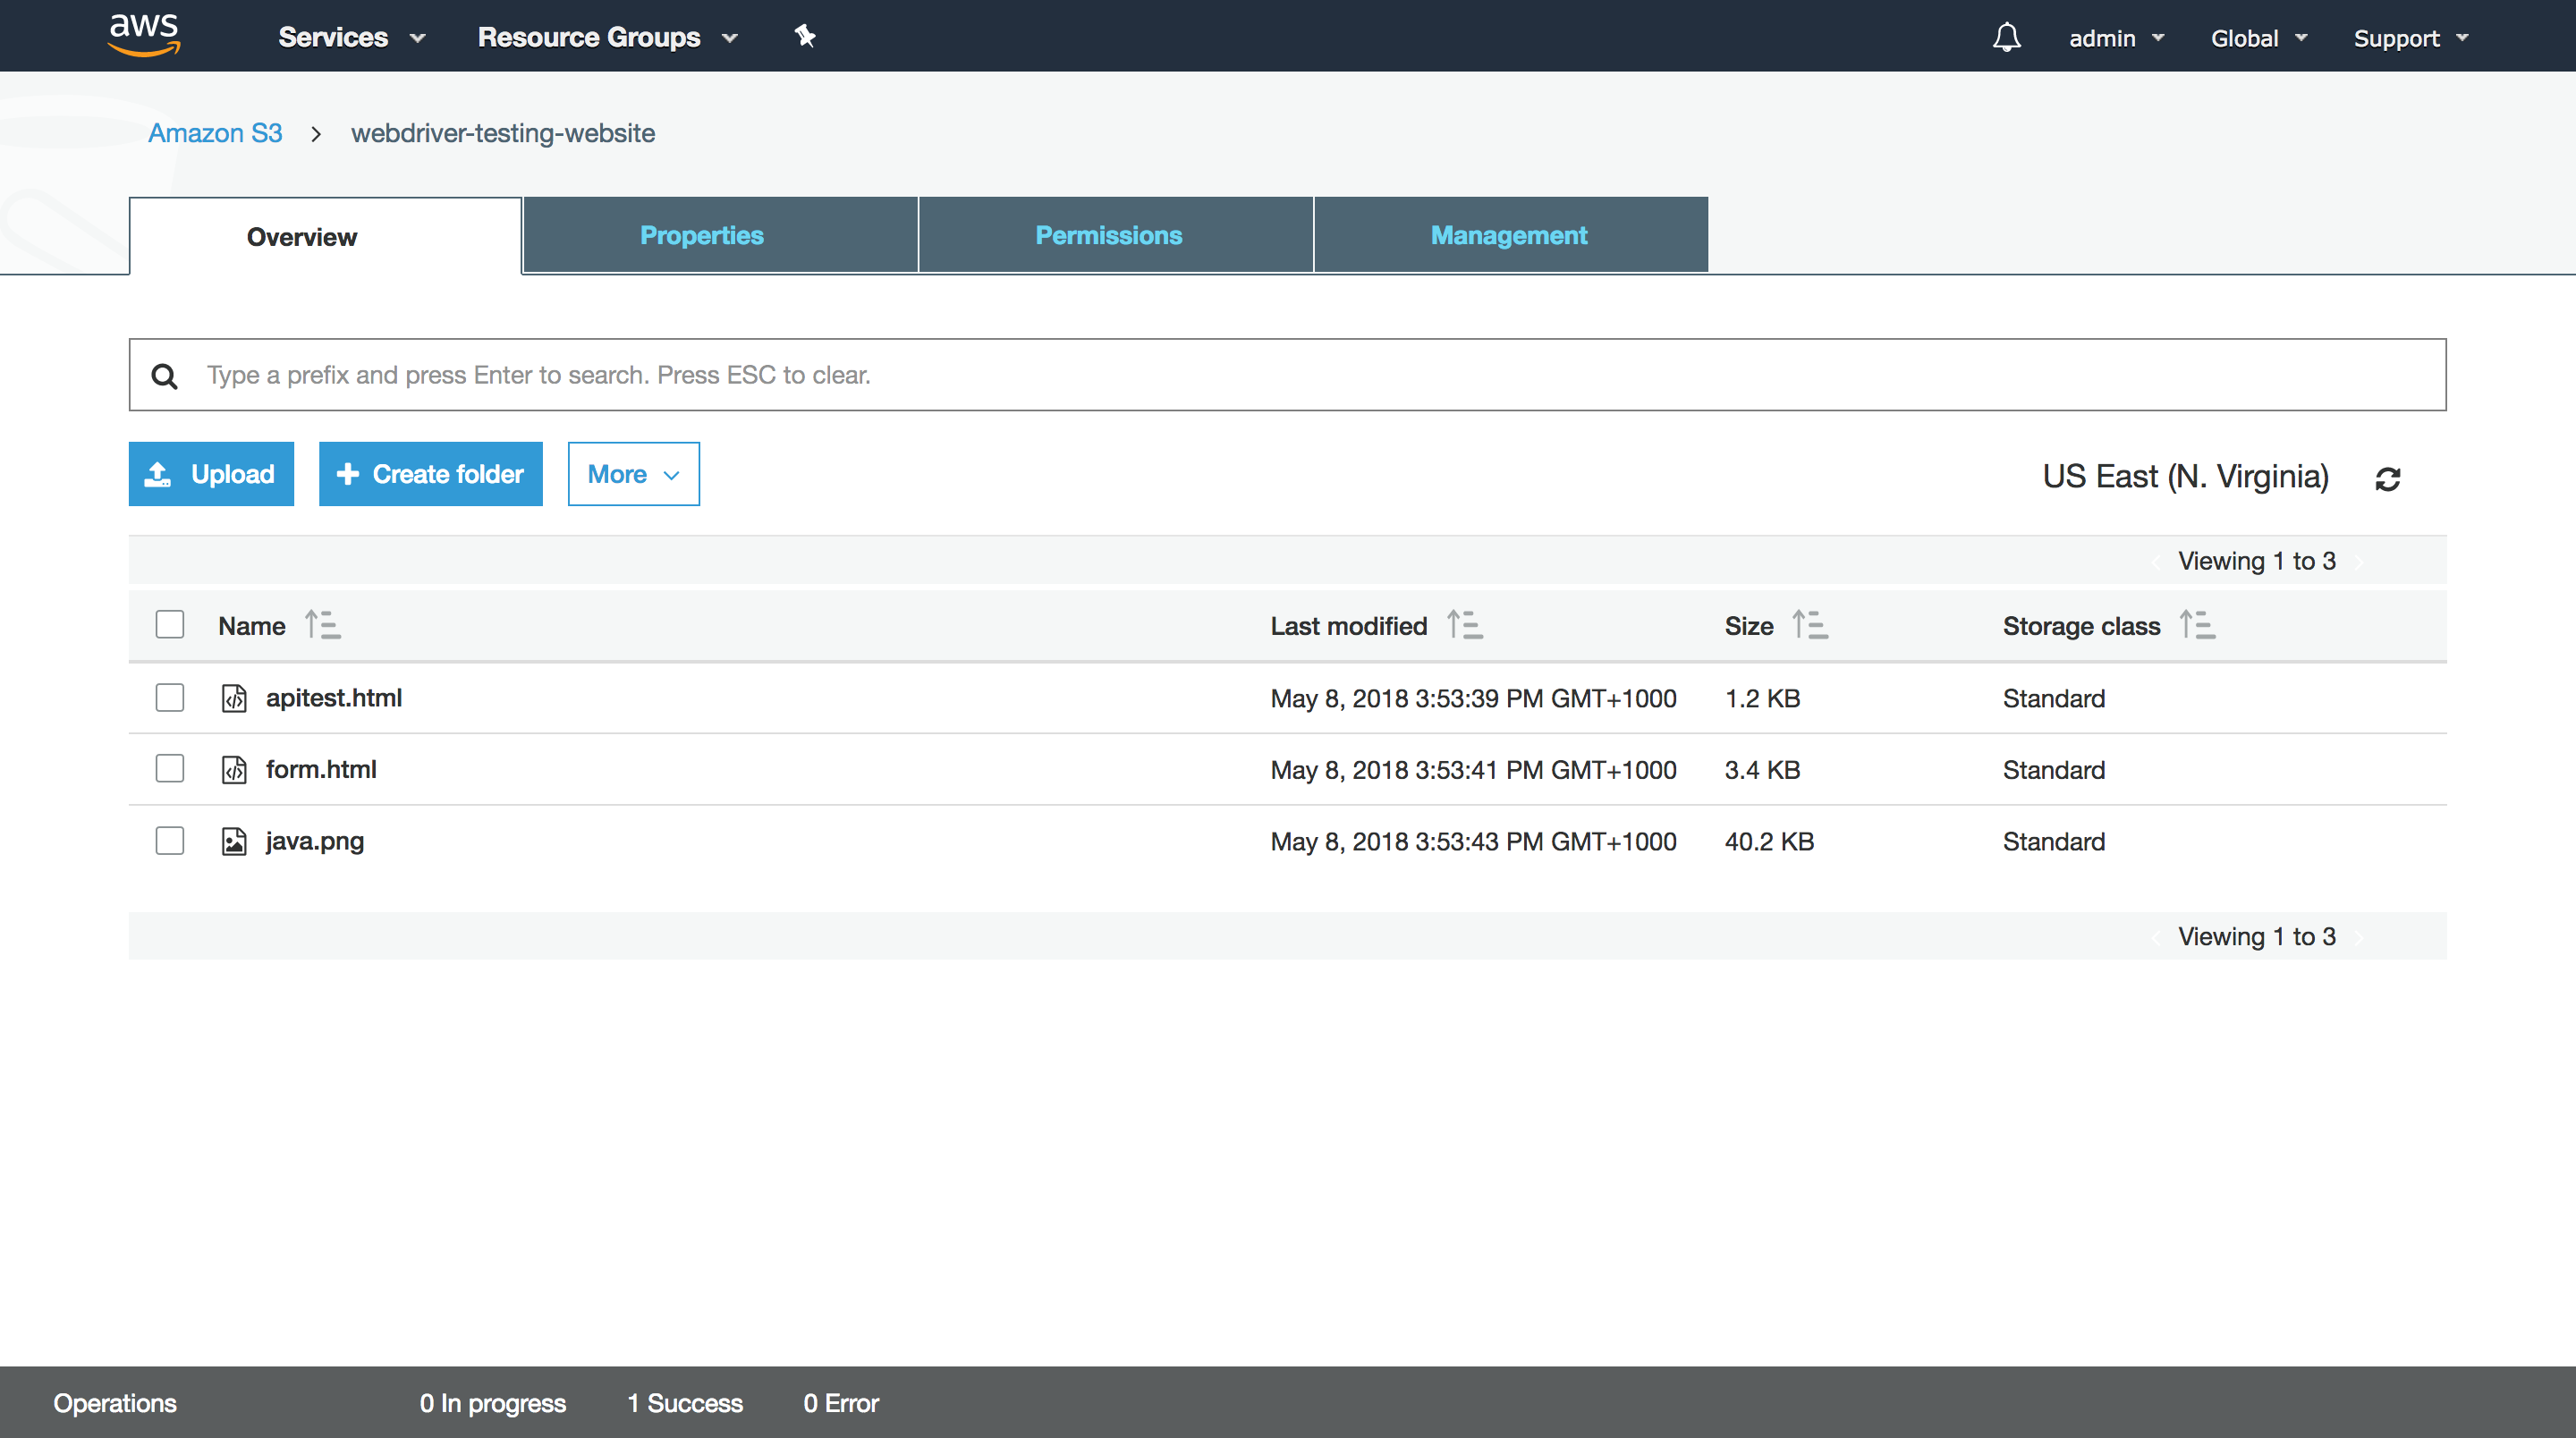 aws Services Resource Groups admin Global Support
Amazon S3 > webdriver-testing-website
Overview Properties Permissions Management
Type a prefix and press Enter to search. Press ESC to clear.
Upload Create folder More US East (N. Virginia)
Viewing 1 to 3
Name Last modified Size Storage class
apitest.html May 8, 2018 3:53:39 PM GMT+1000 1.2 KB Standard
form.html May 8, 2018 3:53:41 PM GMT+1000 3.4 KB Standard
java.png May 8, 2018 3:53:43 PM GMT+1000 40.2 KB Standard
Viewing 1 to 3
Operations 0 In progress 1 Success 0 Error